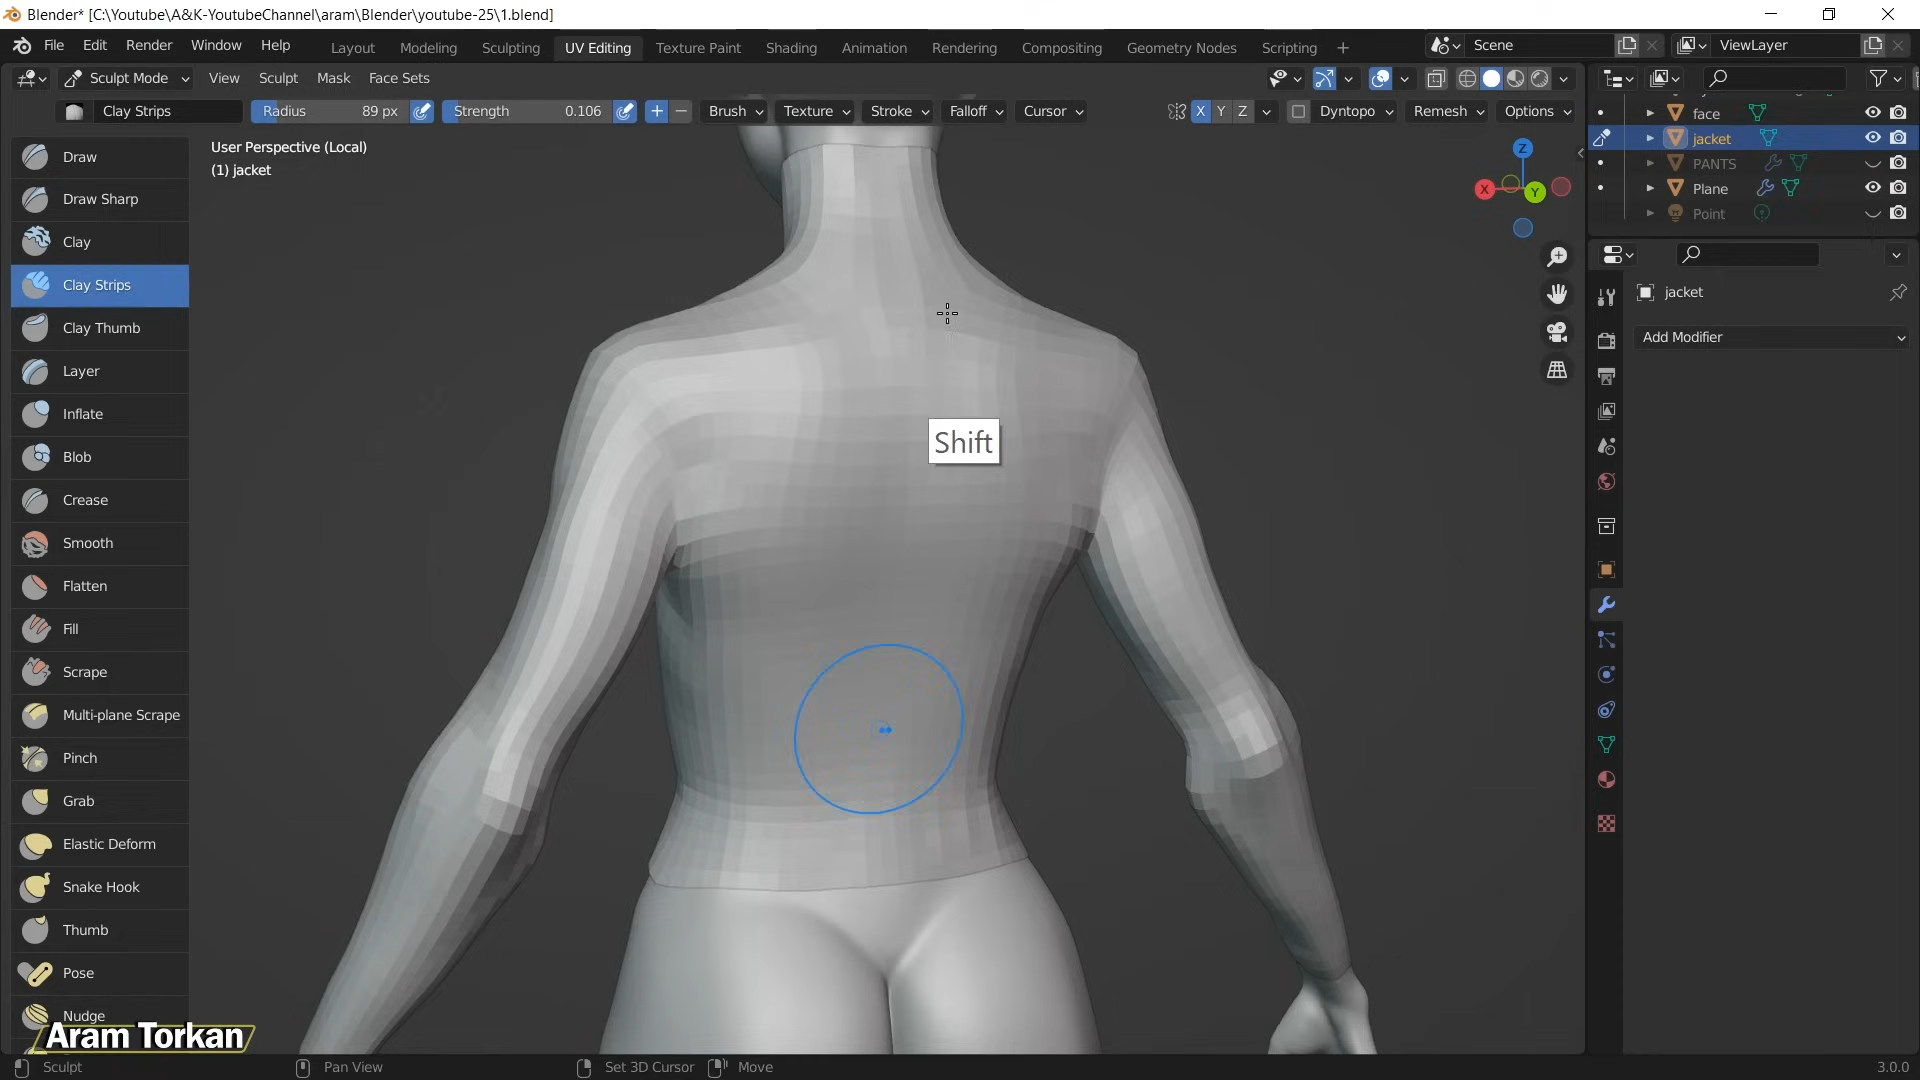 Blender* [C:\Youtube\A&K-YoutubeChannel\aram\Blender\youtube-25\1.blend]
File Edit Render Window Help Layout Modeling Sculpting UV Editing Texture Paint Shading Animation Rendering Compositing Geometry Nodes Scripting + Scene ViewLayer
Sculpt Mode View Sculpt Mask Face Sets
Clay Strips Radius 89 px Strength 0.106 Brush Texture Stroke Falloff Cursor X Y Z Dyntopo Remesh Options
User Perspective (Local)
(1) jacket
Z
X
Y
face
jacket
PANTS
Plane
Point
jacket
Add Modifier
Draw
Draw Sharp
Clay
Clay Strips
Clay Thumb
Layer
Inflate
Blob
Crease
Smooth
Flatten
Fill
Scrape
Multi-plane Scrape
Pinch
Grab
Elastic Deform
Snake Hook
Thumb
Pose
Nudge
Shift
Aram Torkan
Sculpt Pan View Set 3D Cursor Move 3.0.0